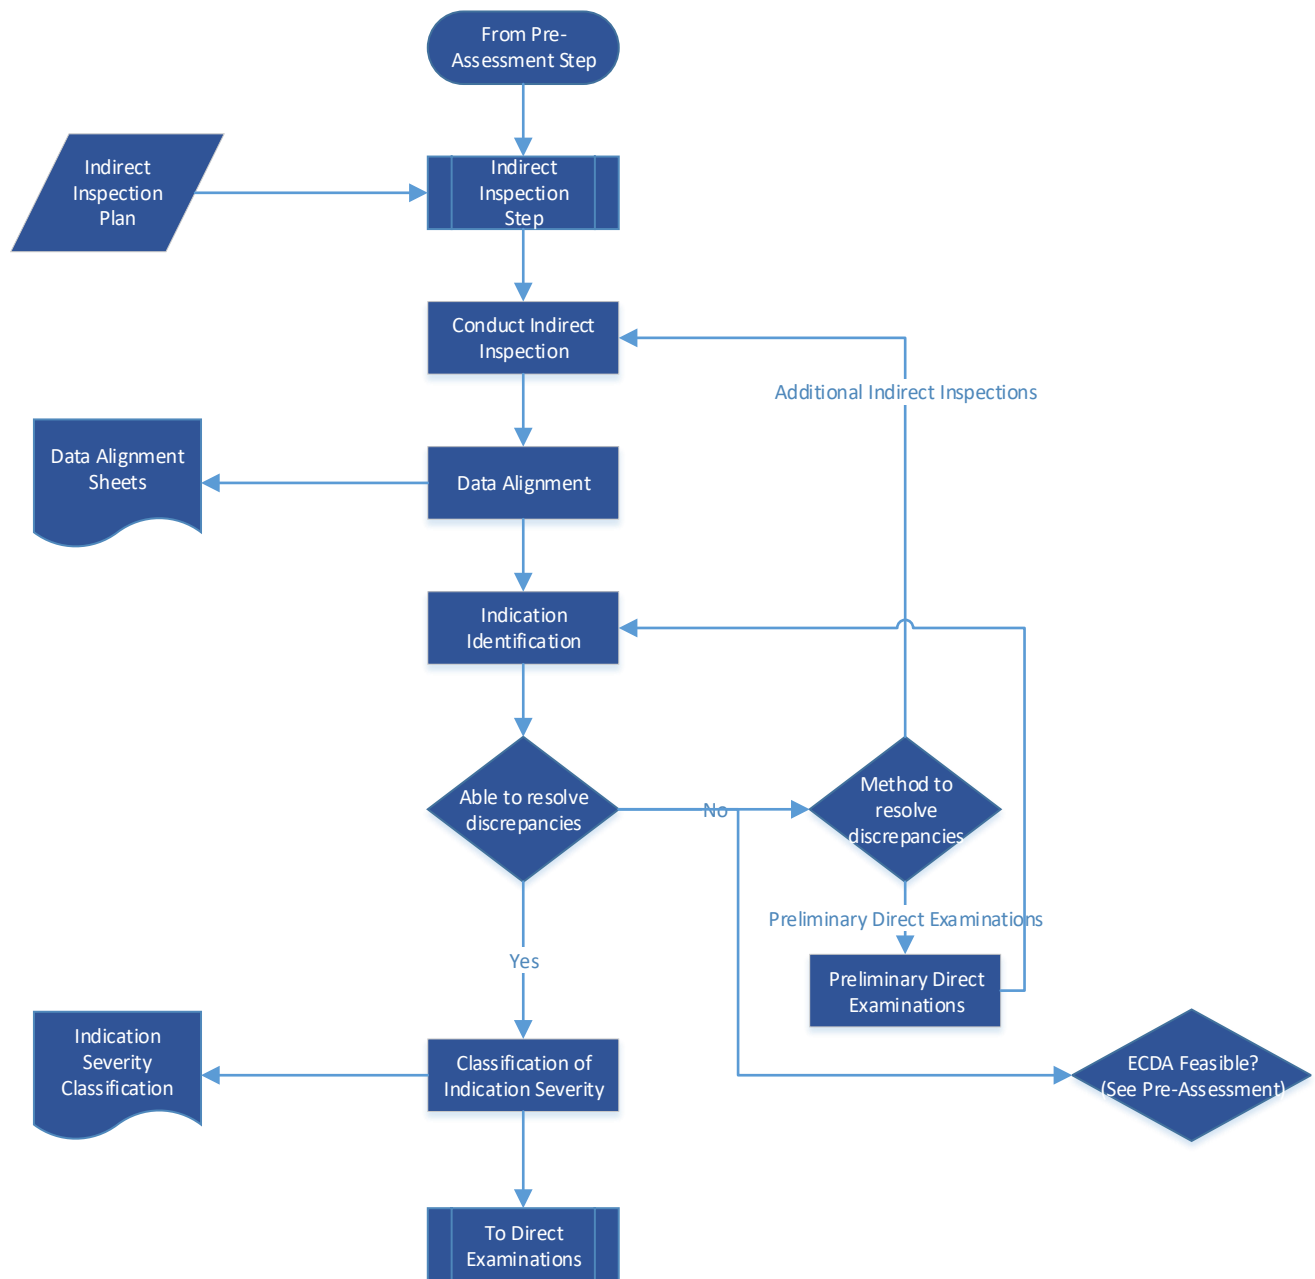 From Pre-
Assessment Step
Indirect
Inspection
Plan
Indirect
Inspection
Step
Conduct Indirect
Inspection
Additional Indirect Inspections
Data Alignment
Sheets
Data Alignment
Indication
Identification
Able to resolve
discrepancies
No
Method to
resolve
discrepancies
Preliminary Direct Examinations
Yes
Preliminary Direct
Examinations
Indication
Severity
Classification
Classification of
Indication Severity
ECDA Feasible?
(See Pre-Assessment)
To Direct
Examinations